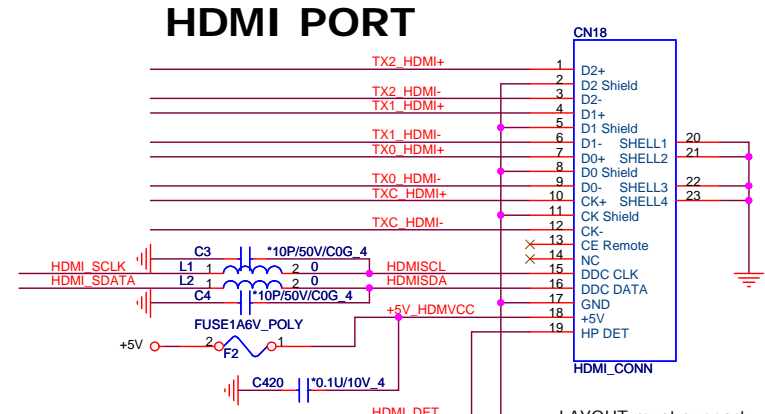 HDMI PORT
CN18
TX2_HDMI+ 1 D2+
2 D2 Shield
TX2_HDMI- 3 D2-
TX1_HDMI+ 4 D1+
5 D1 Shield
TX1_HDMI- 6 D1- SHELL1 20
TX0_HDMI+ 7 D0+ SHELL2 21
8 D0 Shield
TX0_HDMI- 9 D0- SHELL3 22
TXC_HDMI+ 10 CK+ SHELL4 23
11 CK Shield
TXC_HDMI- 12 CK-
13 CE Remote
C3 *10P/50V/C0G_4 14 NC
HDMI_SCLK L1 1 2 0 HDMISCL 15 DDC CLK
HDMI_SDATA L2 1 2 0 HDMISDA 16 DDC DATA
C4 *10P/50V/C0G_4 17 GND
+5V_HDMVCC 18 +5V
FUSE1A6V_POLY 19 HP DET
+5V 2 1
F2
HDMI_CONN
C420 *0.1U/10V_4
HDMI_DET
LAYOUT